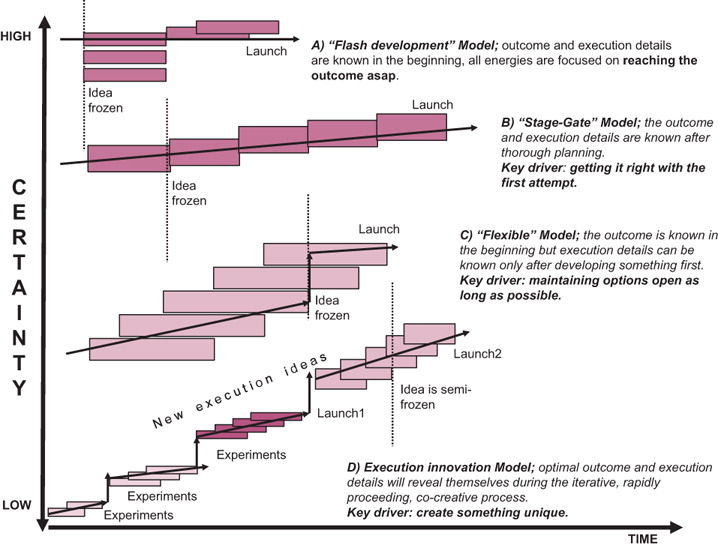 HIGH
A) “Flash development” Model; outcome and execution details
are known in the beginning, all energies are focused on reaching the
outcome asap.
Launch
Idea
frozen
Launch
B) “Stage-Gate” Model; the outcome
and execution details are known after
thorough planning.
Key driver: getting it right with the
first attempt.
Idea
frozen
CERTAINTY
Launch
C) “Flexible” Model; the outcome is known in
the beginning but execution details can be
known only after developing something first.
Key driver: maintaining options open as
long as possible.
Idea
frozen
New execution ideas
Launch2
Idea is semi-
frozen
Launch1
Experiments
Experiments
Experiments
D) Execution innovation Model; optimal outcome and execution
details will reveal themselves during the iterative, rapidly
proceeding, co-creative process.
Key driver: create something unique.
LOW
TIME